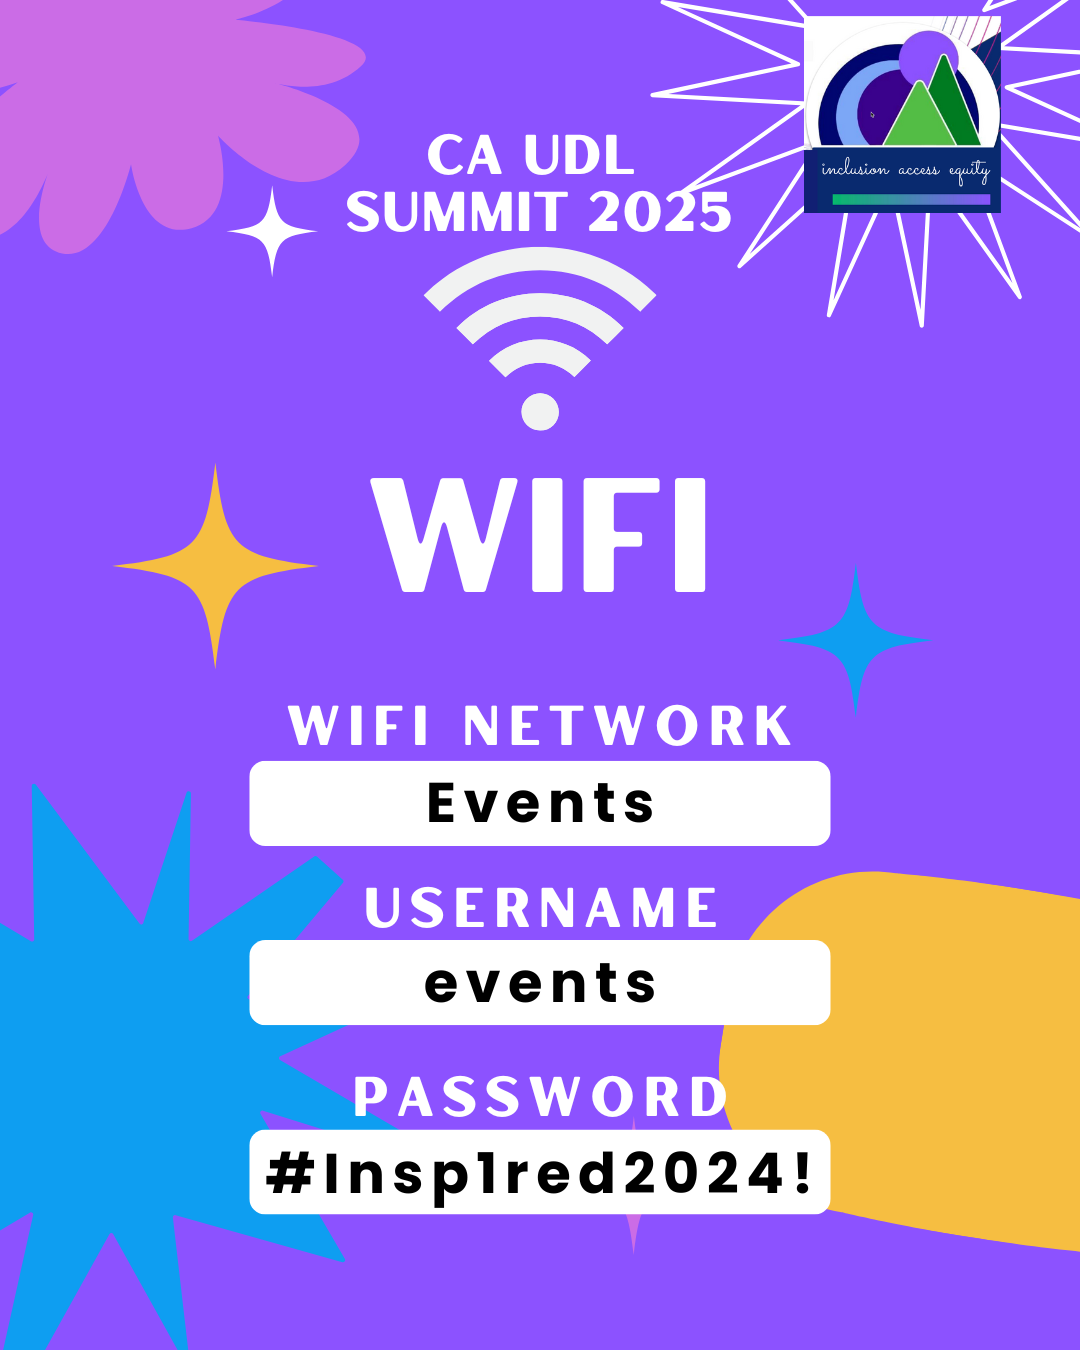 CA UDL
SUMMIT 2025
inclusion access equity
WIFI
WIFI NETWORK
Events
USERNAME
events
PASSWORD
#Insp1red2024!